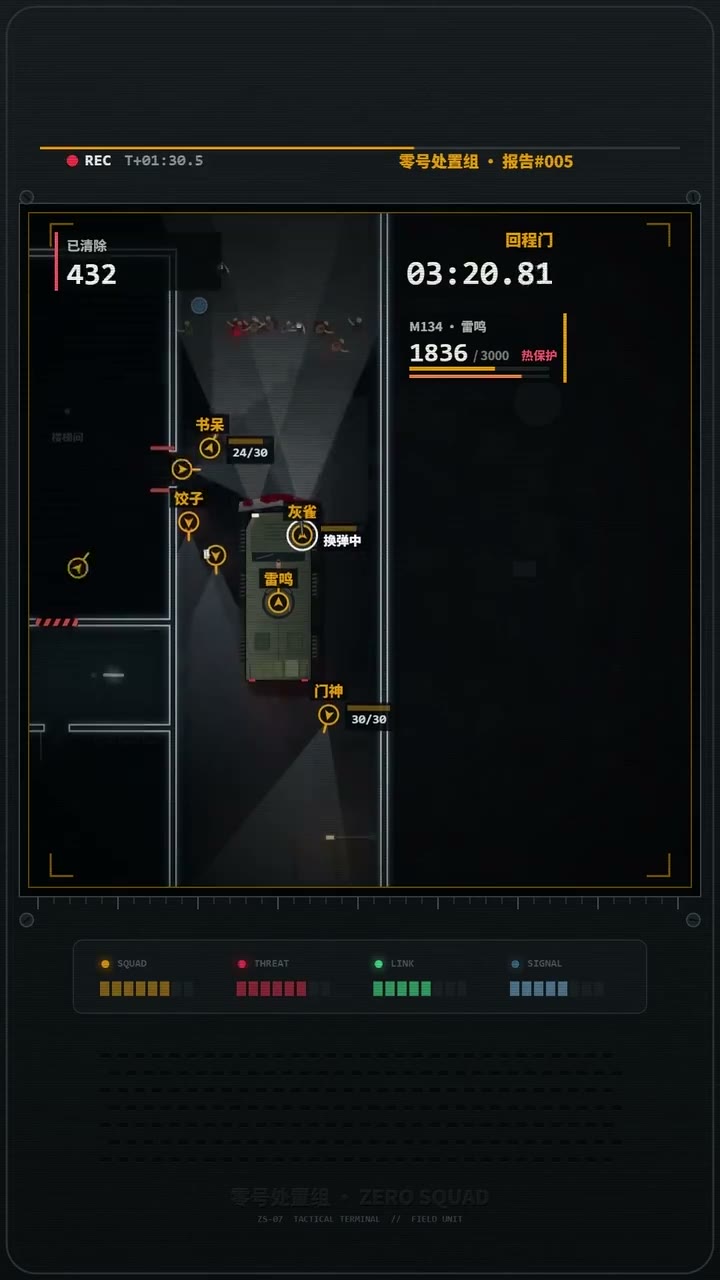 REC T+01:30.5
零号处置组 · 报告#005
已清除
432
回程门
03:20.81
M134 · 雷鸣
1836 / 3000 热保护
书呆
24/30
楼梯间
饺子
灰雀
换弹中
雷鸣
门神
30/30
SQUAD
THREAT
LINK
SIGNAL
零号处置组 · ZERO SQUAD
ZS-07 TACTICAL TERMINAL // FIELD UNIT